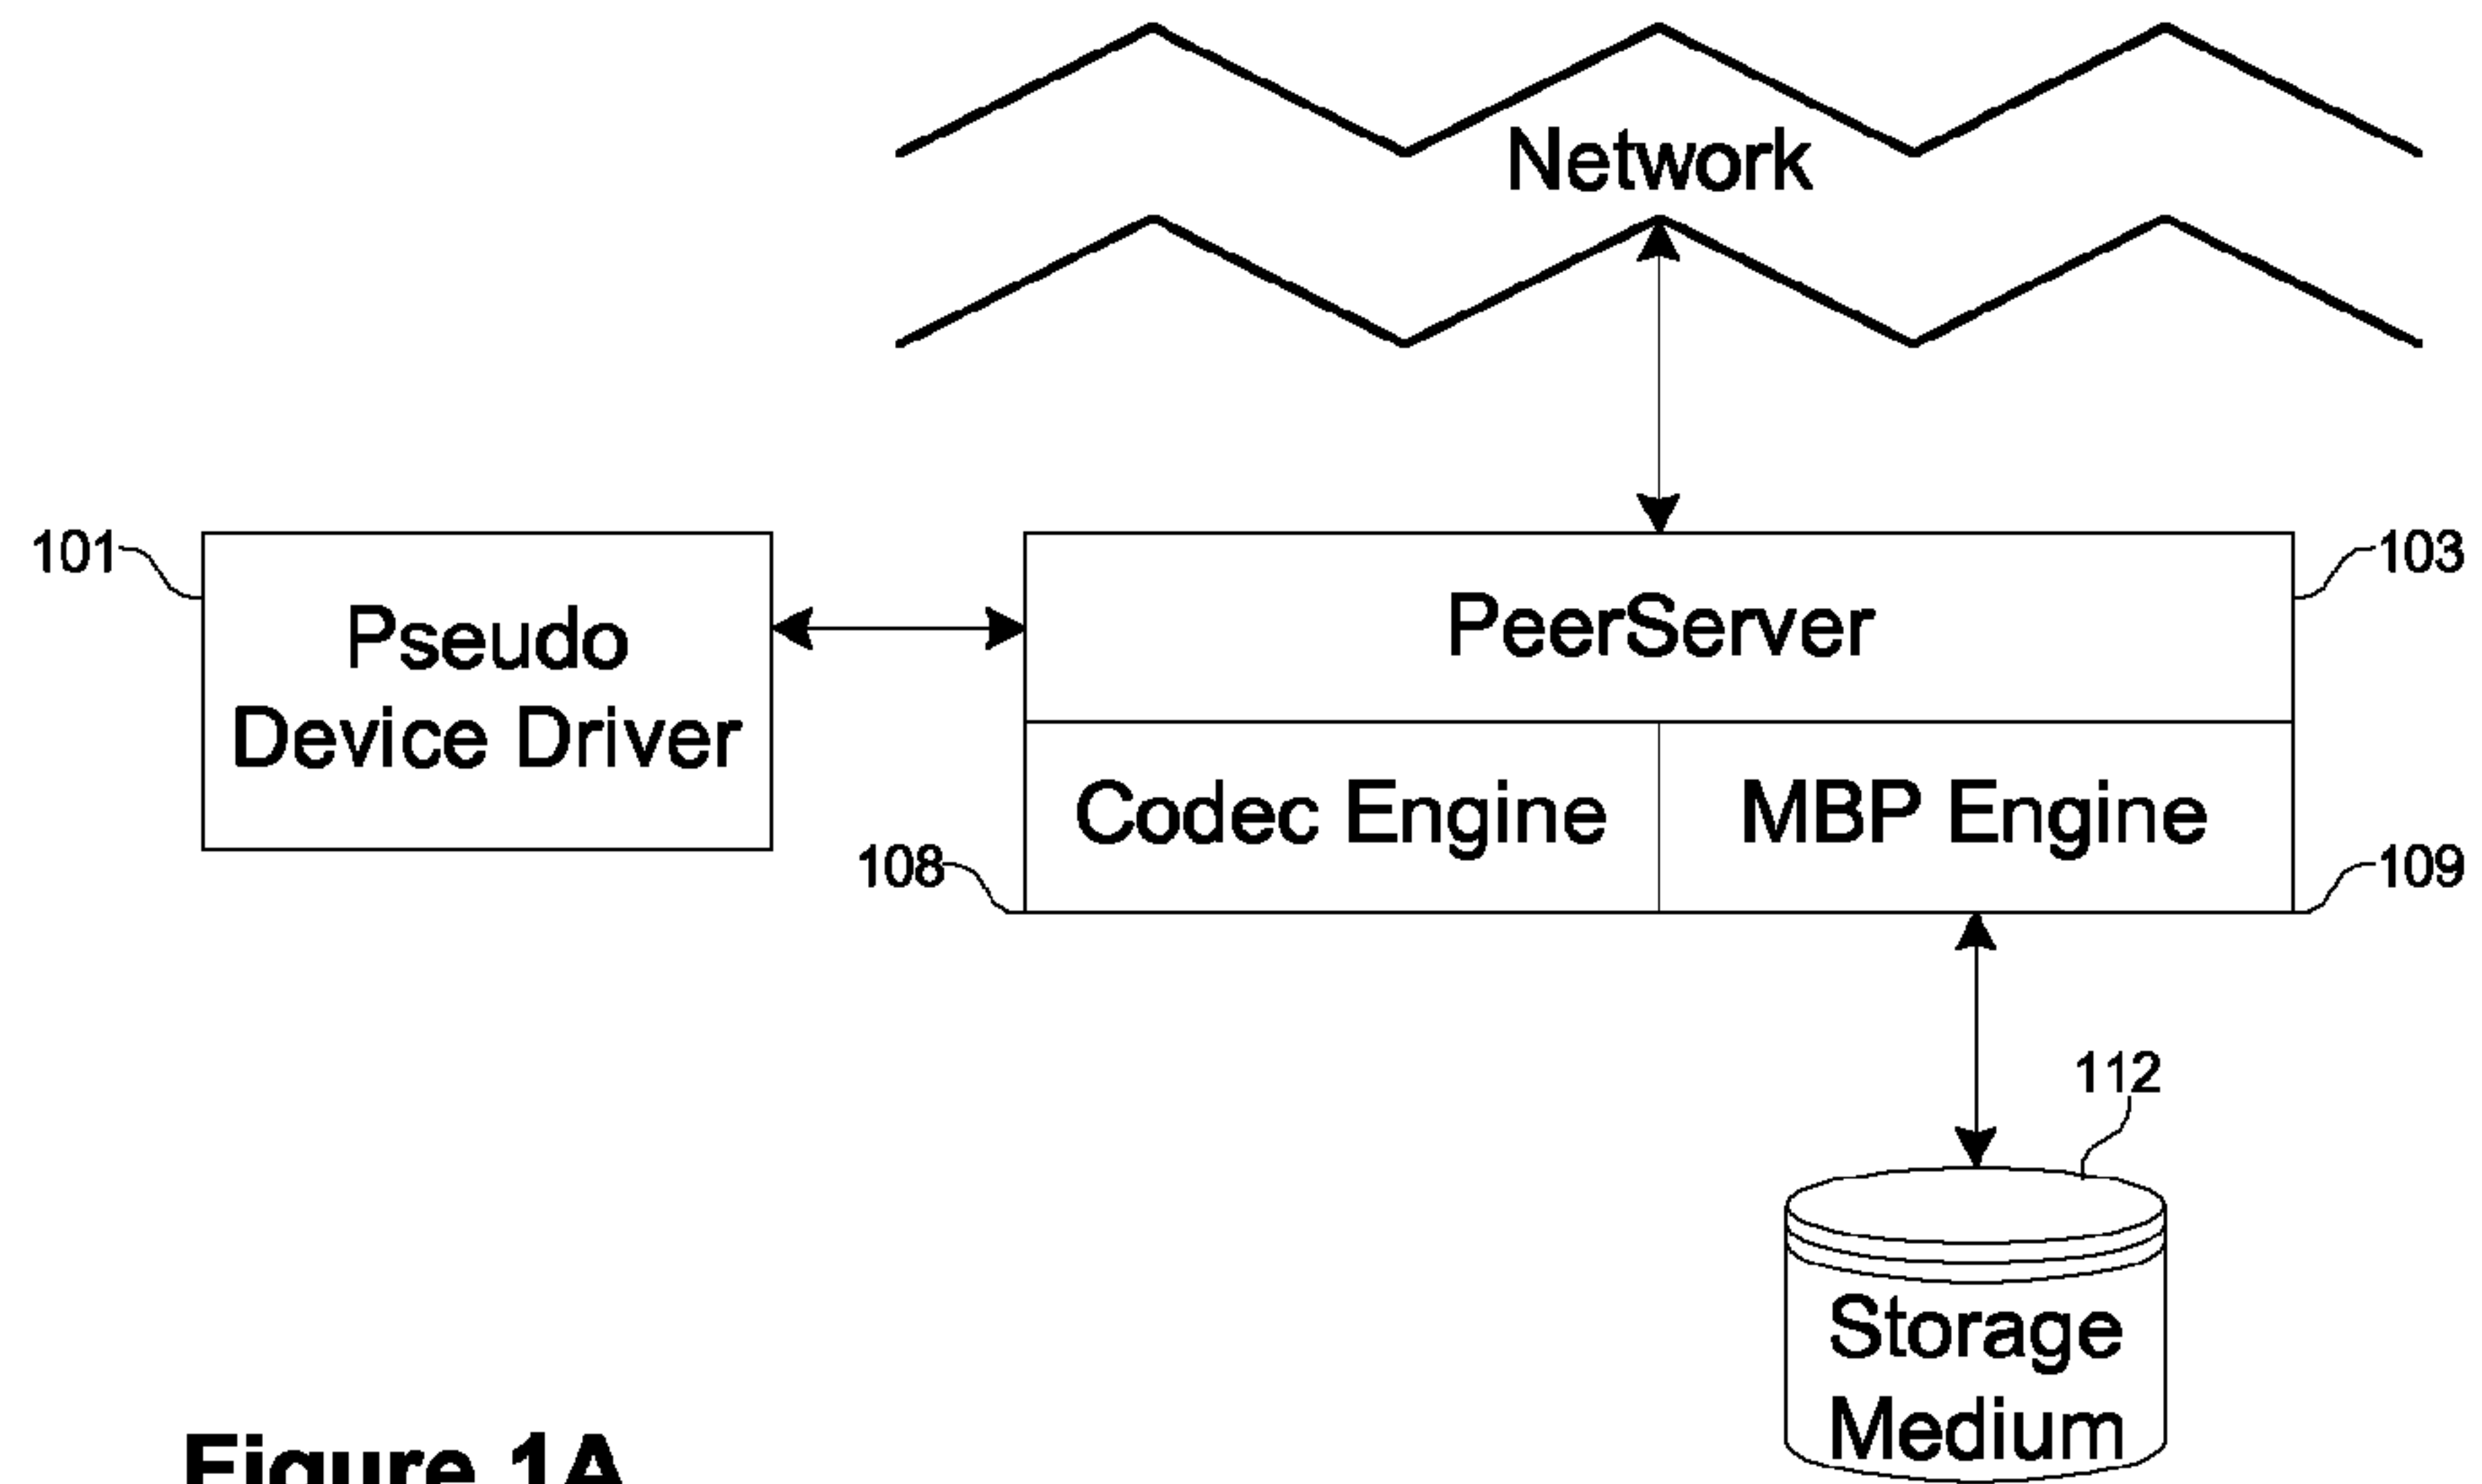 Network
101
103
Pseudo
Device Driver
PeerServer
Codec Engine
MBP Engine
108
109
112
Storage
Medium
Figure 1A